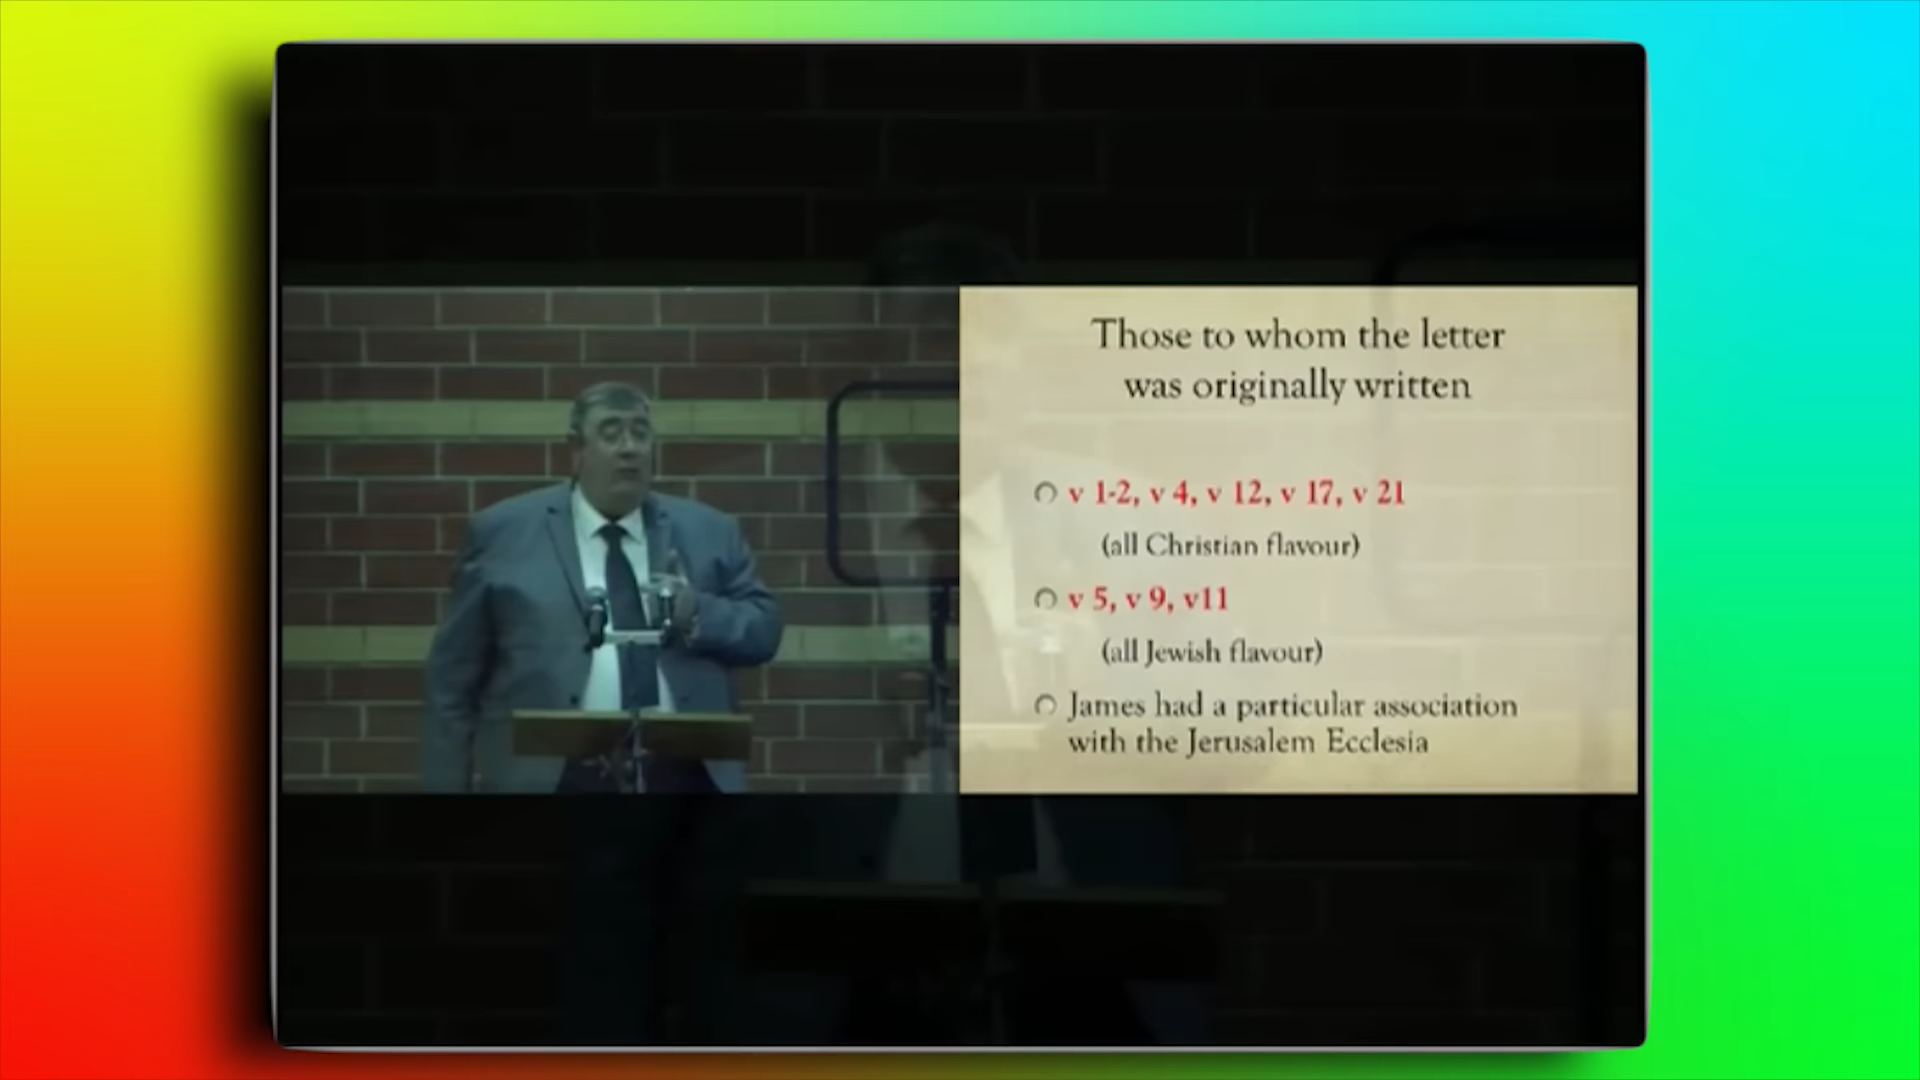 Those to whom the letter
was originally written
v 1-2, v 4, v 12, v 17, v 21
(all Christian flavour)
v 5, v 9, v11
(all Jewish flavour)
James had a particular association
with the Jerusalem Ecclesia